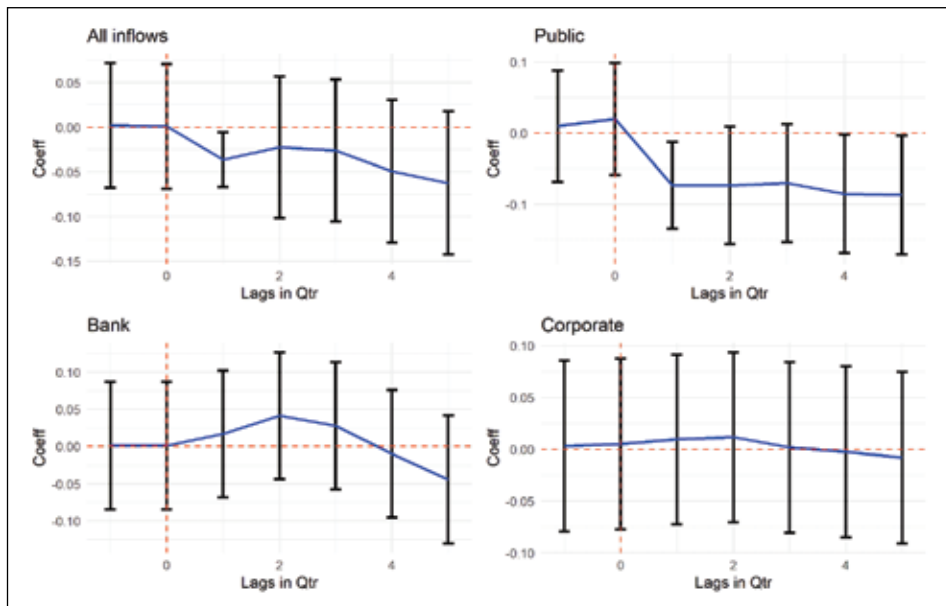 All inflows
0.05
0.00
-0.05
-0.10
-0.15
Coeff
0 2 4
Lags in Qtr
Public
0.1
0.0
-0.1
Coeff
0 2 4
Lags in Qtr
Bank
0.10
0.05
0.00
-0.05
-0.10
Coeff
0 2 4
Lags in Qtr
Corporate
0.10
0.05
0.00
-0.05
-0.10
Coeff
0 2 4
Lags in Qtr